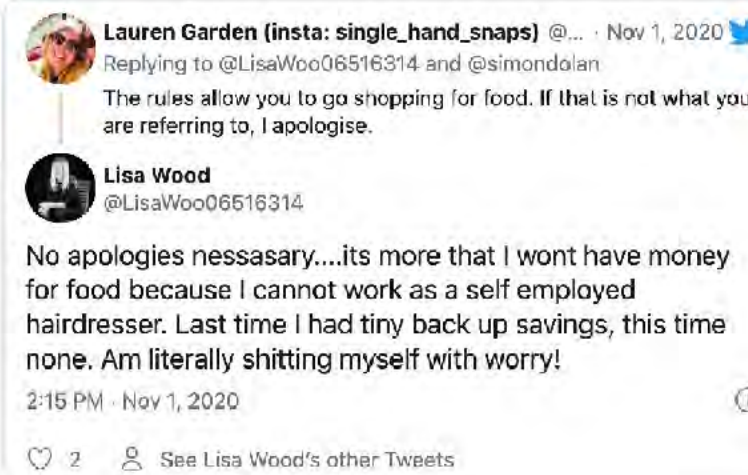 Lauren Garden (insta: single_hand_snaps) @... · Nov 1, 2020
Replying to @LisaWoo06516314 and @simondolan
The rules allow you to go shopping for food. If that is not what you
are referring to, I apologise.
Lisa Wood
@LisaWoo06516314
No apologies nessasary....its more that I wont have money
for food because I cannot work as a self employed
hairdresser. Last time I had tiny back up savings, this time
none. Am literally shitting myself with worry!
2:15 PM · Nov 1, 2020
2 See Lisa Wood's other Tweets